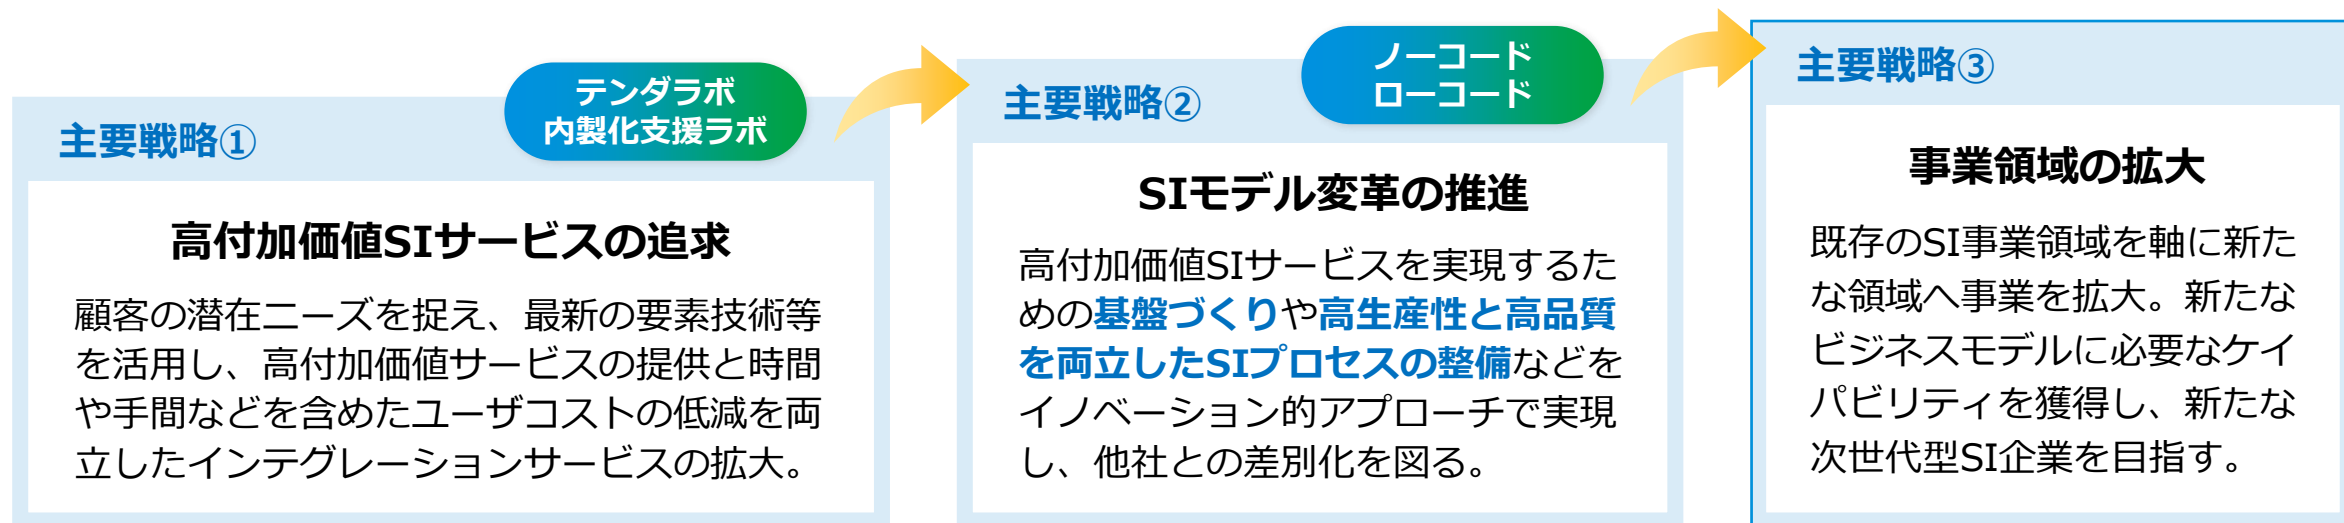 主要戦略①
テンダラボ
内製化支援ラボ
高付加価値SIサービスの追求
顧客の潜在ニーズを捉え、最新の要素技術等
を活用し、高付加価値サービスの提供と時間
や手間などを含めたユーザコストの低減を両
立したインテグレーションサービスの拡大。
主要戦略②
ノーコード
ローコード
SIモデル変革の推進
高付加価値SIサービスを実現するた
めの基盤づくりや高生産性と高品質
を両立したSIプロセスの整備などを
イノベーション的アプローチで実現
し、他社との差別化を図る。
主要戦略③
事業領域の拡大
既存のSI事業領域を軸に新た
な領域へ事業を拡大。新たな
ビジネスモデルに必要なケイ
パビリティを獲得し、新たな
次世代型SI企業を目指す。